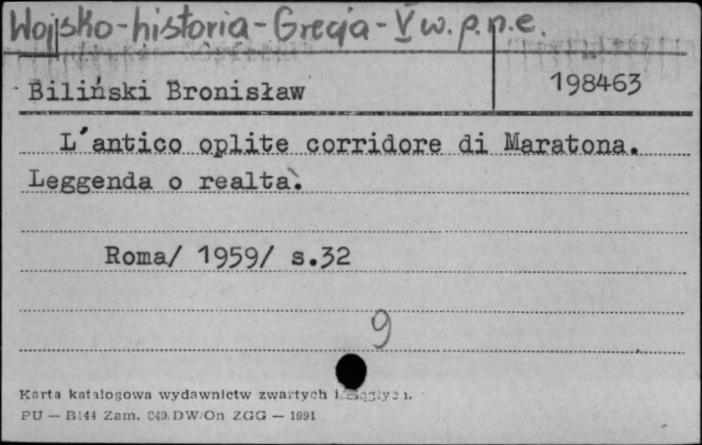 Wojsko-historia-Grecja-V w. p.n.e.
Biliński Bronisław
198463
L'antico oplite corridore di Maratona.
Leggenda o realta.
Roma/ 1959/ s.32
9
Karta katalogowa wydawnictw zwartych i
PU — B144 Zam. 049/DW/On ZGG — 1991